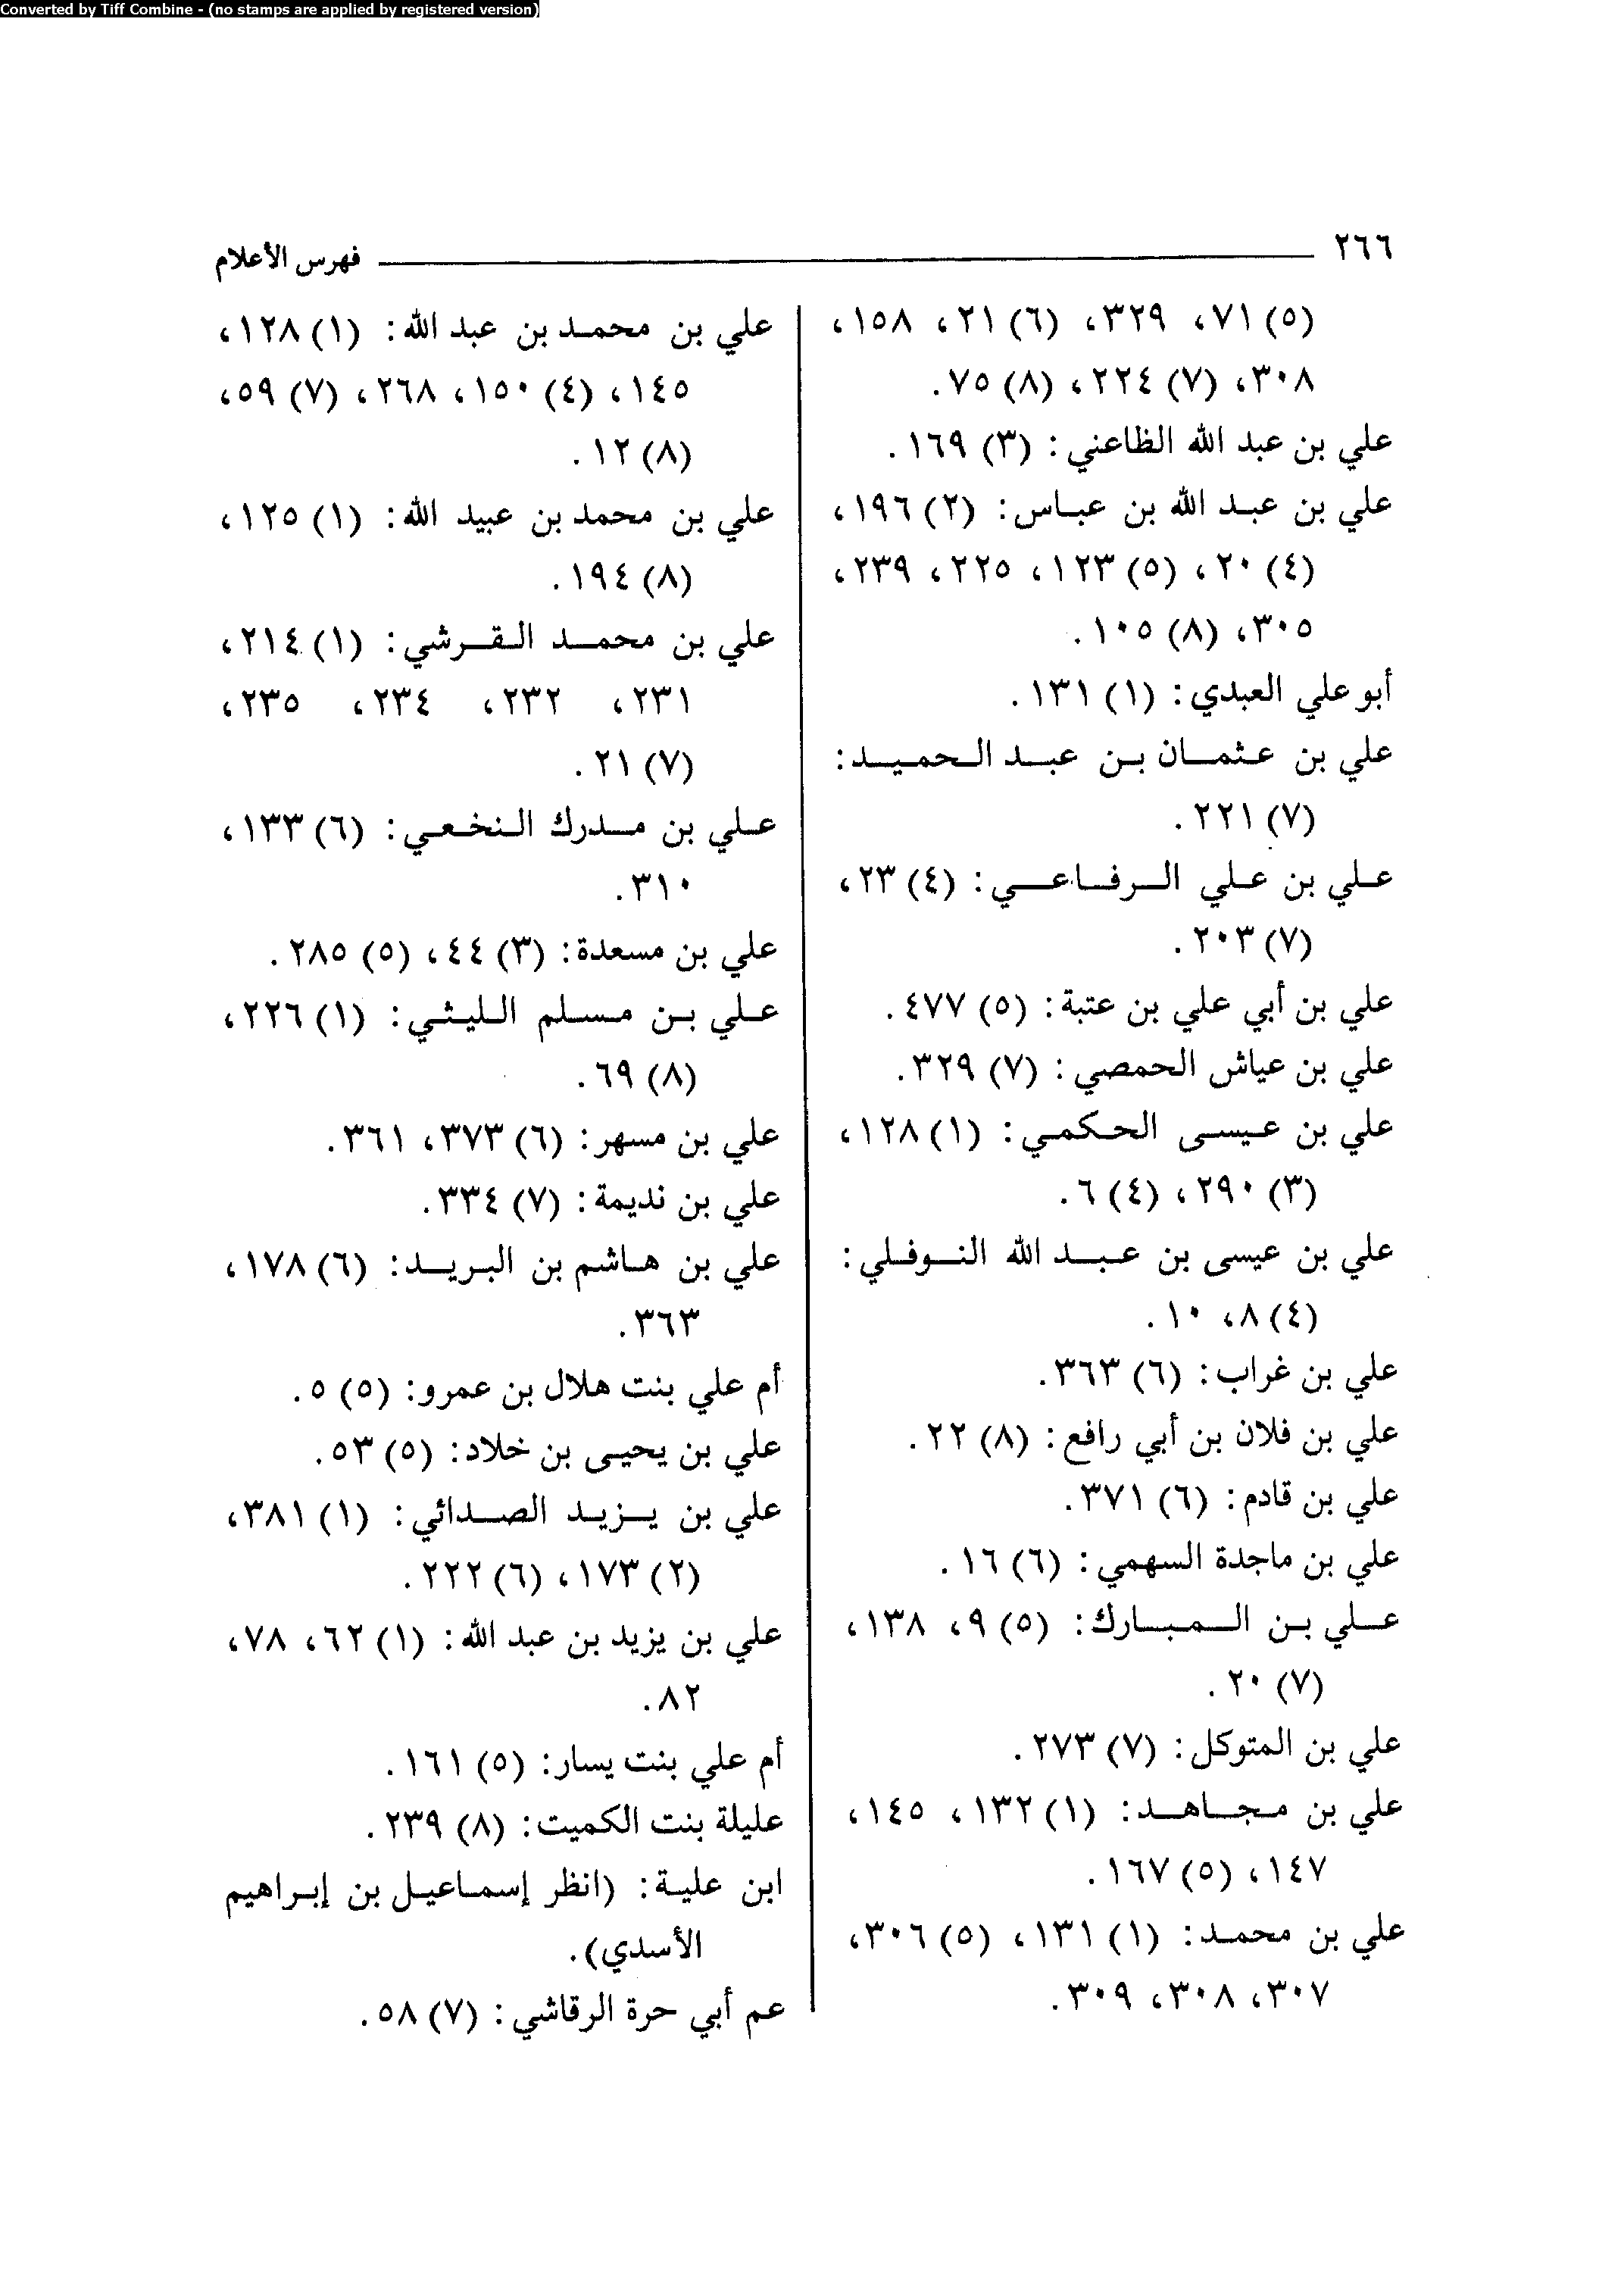 Converted by Tiff Combine - (no stamps are applied by registered version)
٢٦٦
فهرس الأعلام
(٥) ٧١، ٣٢٩، (٦) ٢١، ١٥٨،
٣٠٨، (٧) ٢٢٤، (٨) ٧٥.
علي بن عبد الله الظاعني: (٣) ١٦٩.
علي بن عبد الله بن عباس: (٢) ١٩٦،
(٤) ٢٠، (٥) ١٢٣، ٢٢٥، ٢٣٩،
٣٠٥، (٨) ١٠٥.
أبو علي العبدي: (١) ١٣١.
علي بن عثمان بن عبد الحميد:
(٧) ٢٢١.
علي بن علي الرفاعي: (٤) ٢٣،
(٧) ٢٠٣.
علي بن أبي علي بن عتبة: (٥) ٤٧٧.
علي بن عياش الحمصي: (٧) ٣٢٩.
علي بن عيسى الحكمي: (١) ١٢٨،
(٣) ٢٩٠، (٤) ٦.
علي بن عيسى بن عبد الله النوفلي:
(٤) ٨، ١٠.
علي بن غراب: (٦) ٣٦٣.
علي بن فلان بن أبي رافع: (٨) ٢٢.
علي بن قادم: (٦) ٣٧١.
علي بن ماجدة السهمي: (٦) ١٦.
علي بن المبارك: (٥) ٩، ١٣٨،
(٧) ٢٠.
علي بن المتوكل: (٧) ٢٧٣.
علي بن مجاهد: (١) ١٣٢، ١٤٥،
١٤٧، (٥) ١٦٧.
علي بن محمد: (١) ١٣١، (٥) ٣٠٦،
٣٠٧، ٣٠٨، ٣٠٩.
علي بن محمد بن عبد الله: (١) ١٢٨،
١٤٥، (٤) ١٥٠، ٢٦٨، (٧) ٥٩،
(٨) ١٢.
علي بن محمد بن عبيد الله: (١) ١٢٥،
(٨) ١٩٤.
علي بن محمد القرشي: (١) ٢١٤،
٢٣١، ٢٣٢، ٢٣٤، ٢٣٥،
(٧) ٢١.
علي بن مدرك النخعي: (٦) ١٣٣،
٣١٠.
علي بن مسعدة: (٣) ٤٤، (٥) ٢٨٥.
علي بن مسلم الليثي: (١) ٢٢٦،
(٨) ٦٩.
علي بن مسهر: (٦) ٣٧٣، ٣٦١.
علي بن نديمة: (٧) ٣٣٤.
علي بن هاشم بن البريد: (٦) ١٧٨،
٣٦٣.
أم علي بنت هلال بن عمرو: (٥) ٥.
علي بن يحيى بن خلاد: (٥) ٥٣.
علي بن يزيد الصدائي: (١) ٣٨١،
(٢) ١٧٣، (٦) ٢٢٢.
علي بن يزيد بن عبد الله: (١) ٦٢، ٧٨،
٨٢.
أم علي بنت يسار: (٥) ١٦١.
عليلة بنت الكميت: (٨) ٢٣٩.
ابن علية: (انظر إسماعيل بن إبراهيم
الأسدي).
عم أبي حرة الرقاشي: (٧) ٥٨.